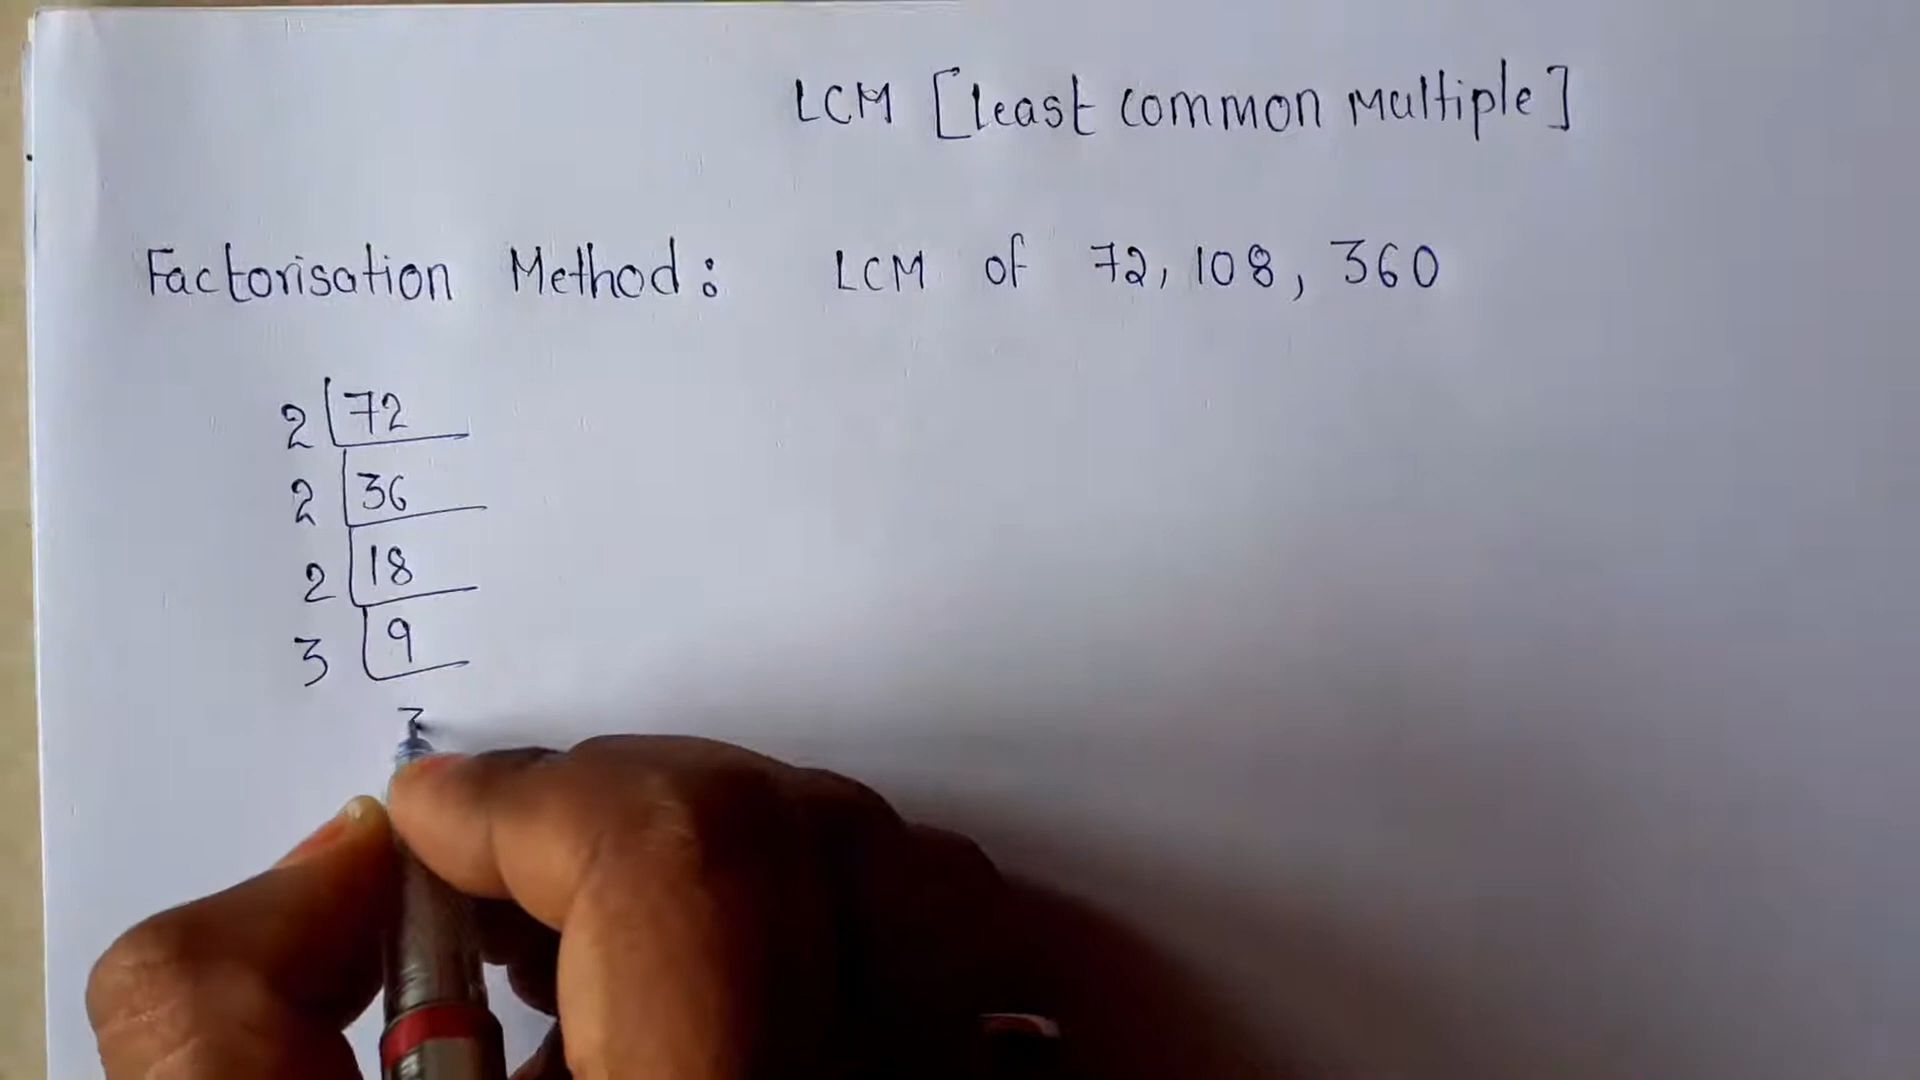 LCM [Least common Multiple]
Factorisation Method: LCM of 72, 108, 360
2 72
2 36
2 18
3 9
3